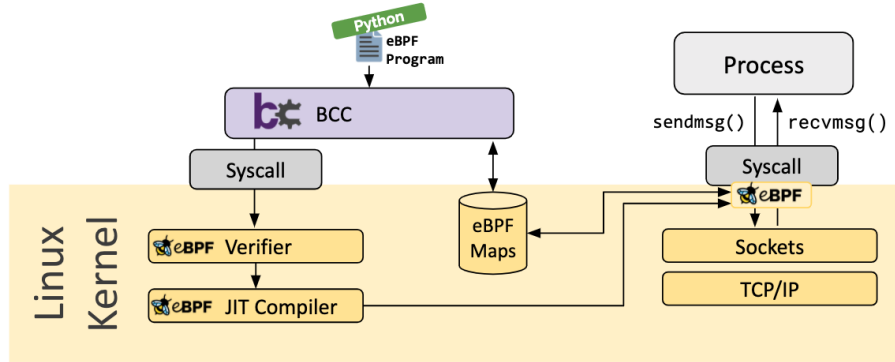 Python
eBPF
Program
bc BCC
Process
sendmsg()
recvmsg()
Syscall
Syscall
eBPF
eBPF
Maps
Linux
Kernel
eBPF Verifier
Sockets
eBPF JIT Compiler
TCP/IP